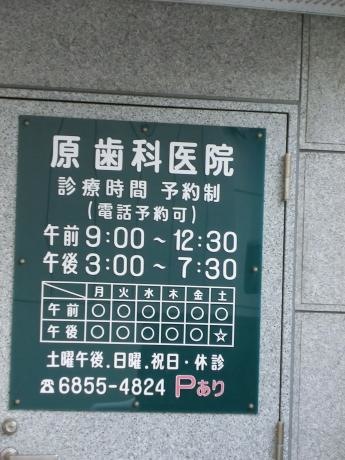 原歯科医院
診療時間 予約制
(電話予約可)
午前 9:00～12:30
午後 3:00～7:30
月 火 水 木 金 土
午前 ○ ○ ○ ○ ○ ○
午後 ○ ○ ○ ○ ○ ☆
土曜午後.日曜.祝日・休診
☎6855-4824 Pあり